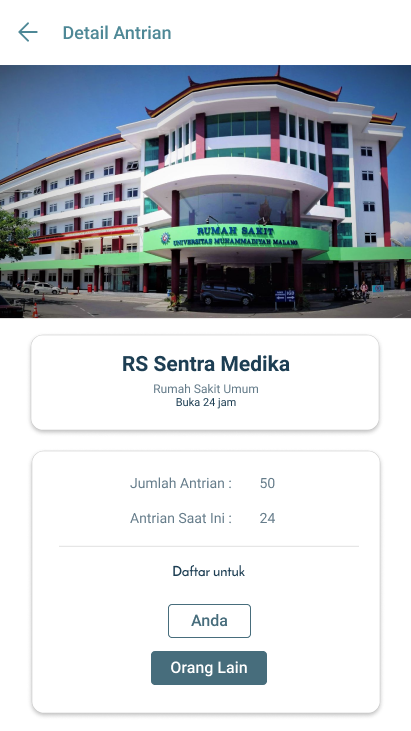 Detail Antrian
RUMAH SAKIT
UNIVERSITAS MUHAMMADIYAH MALANG
RS Sentra Medika
Rumah Sakit Umum
Buka 24 jam
Jumlah Antrian : 50
Antrian Saat Ini : 24
Daftar untuk
Anda
Orang Lain